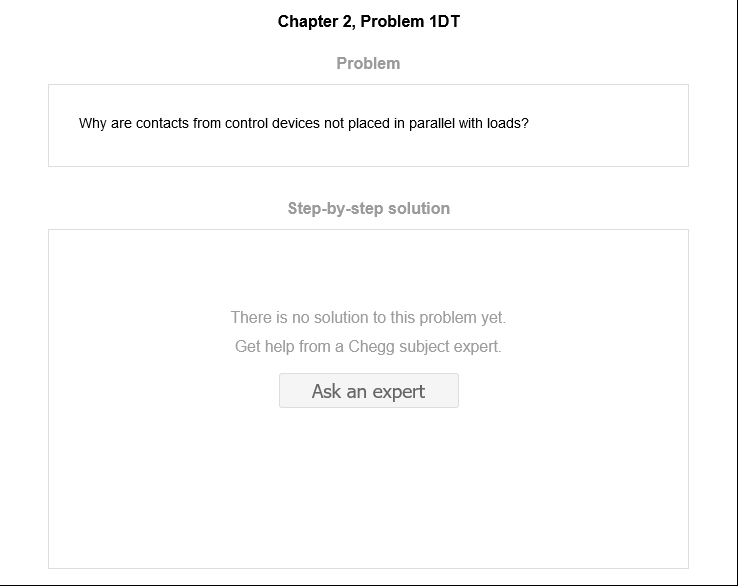 Chapter 2, Problem 1DT
Problem
Why are contacts from control devices not placed in parallel with loads?
Step-by-step solution
There is no solution to this problem yet.
Get help from a Chegg subject expert.
Ask an expert